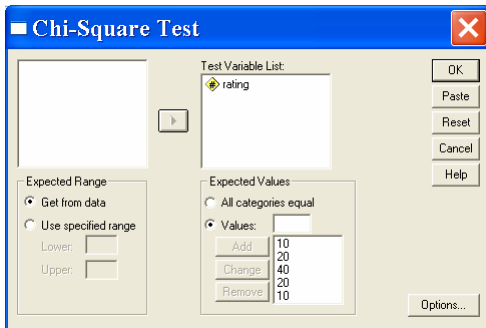 Chi-Square Test
Test Variable List:
# rating
OK
Paste
Reset
Cancel
Help
Expected Range
Get from data
Use specified range
Lower:
Upper:
Expected Values
All categories equal
Values:
Add
Change
Remove
10
20
40
20
10
Options...